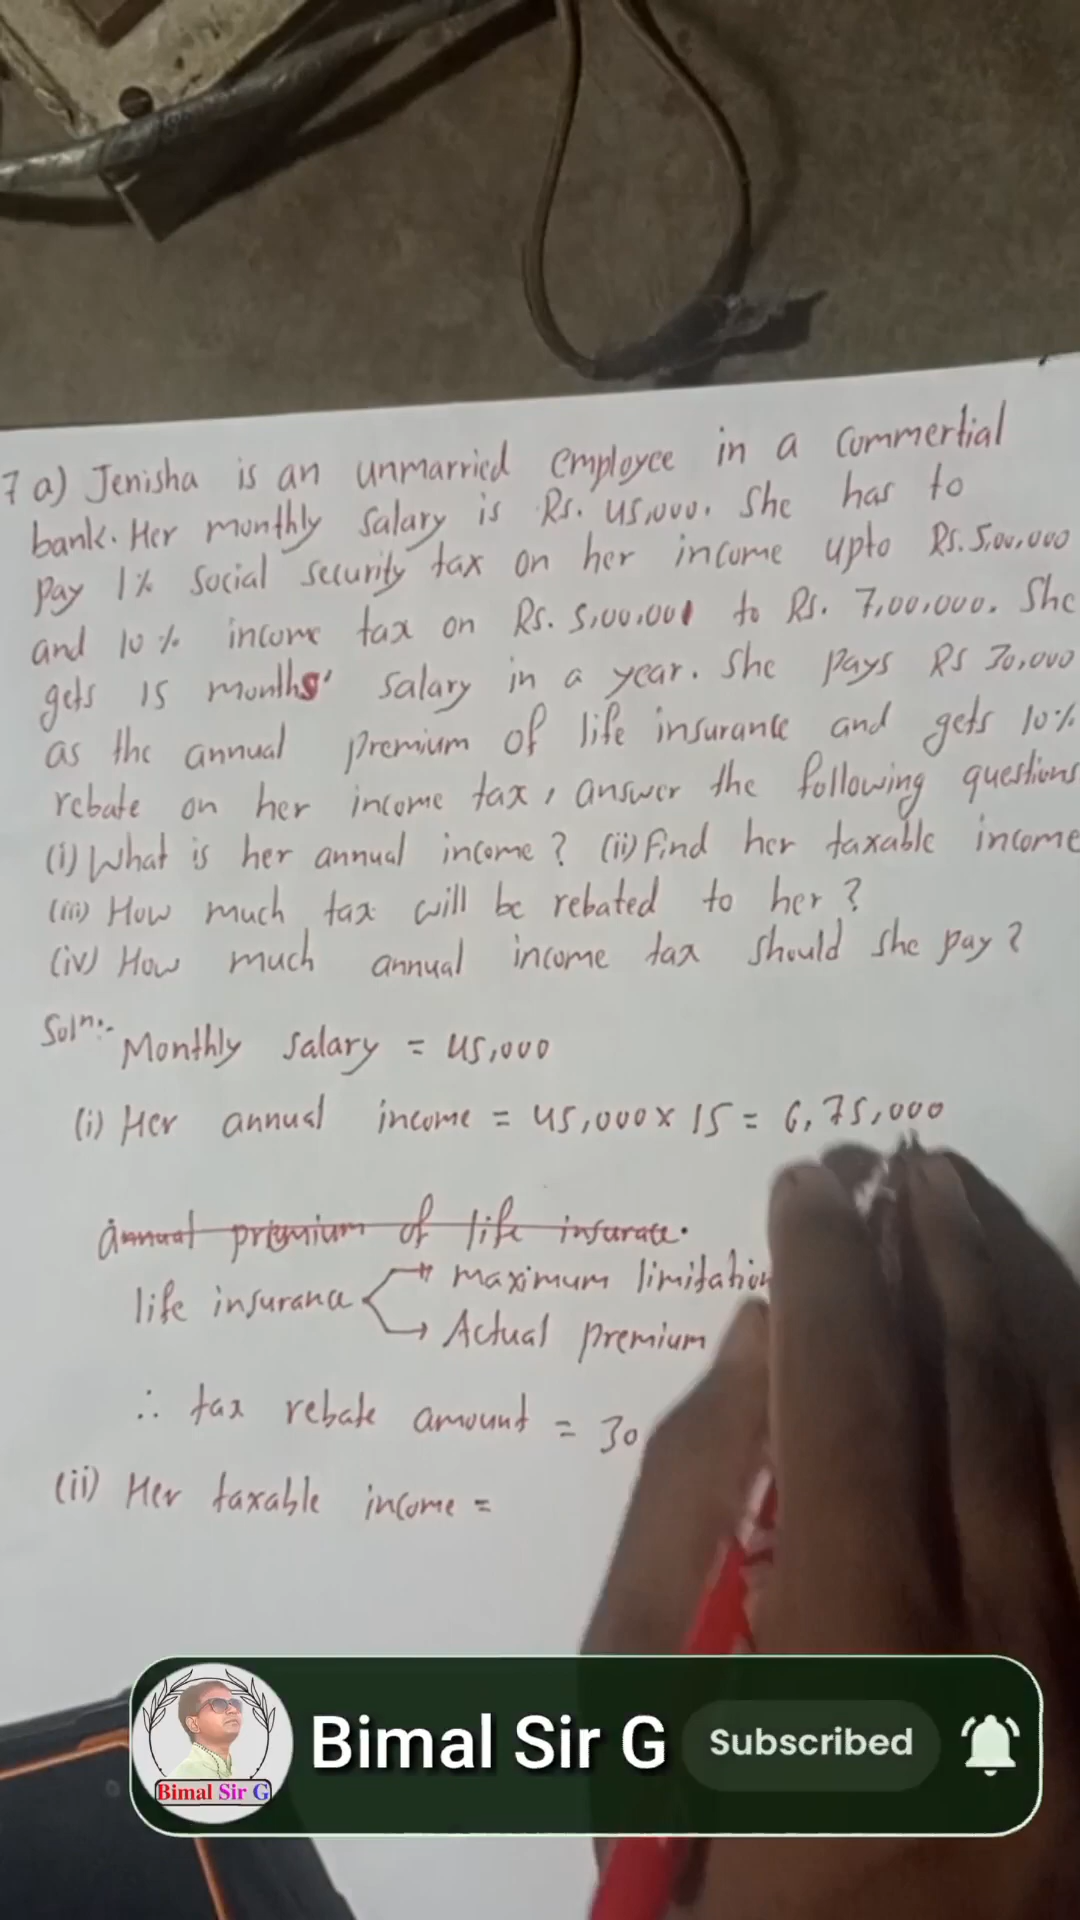 7 a) Jenisha is an unmarried employee in a commertial
bank. Her monthly salary is Rs. 45,000. She has to
pay 1% social security tax on her income upto Rs. 5,00,000
and 10% income tax on Rs. 5,00,001 to Rs. 7,00,000. She
gets 15 months' salary in a year. She pays Rs 30,000
as the annual premium of life insurance and gets 10%
rebate on her income tax, answer the following questions
(i) What is her annual income? (ii) Find her taxable income
(iii) How much tax will be rebated to her?
(iv) How much annual income tax should she pay?
Solⁿ:- Monthly salary = 45,000
(i) Her annual income = 45,000 x 15 = 6,75,000
Annual premium of life insurate.
life insurance → maximum limitation
→ Actual premium
∴ tax rebate amount = 30
(ii) Her taxable income =
Bimal Sir G
Bimal Sir G
Subscribed